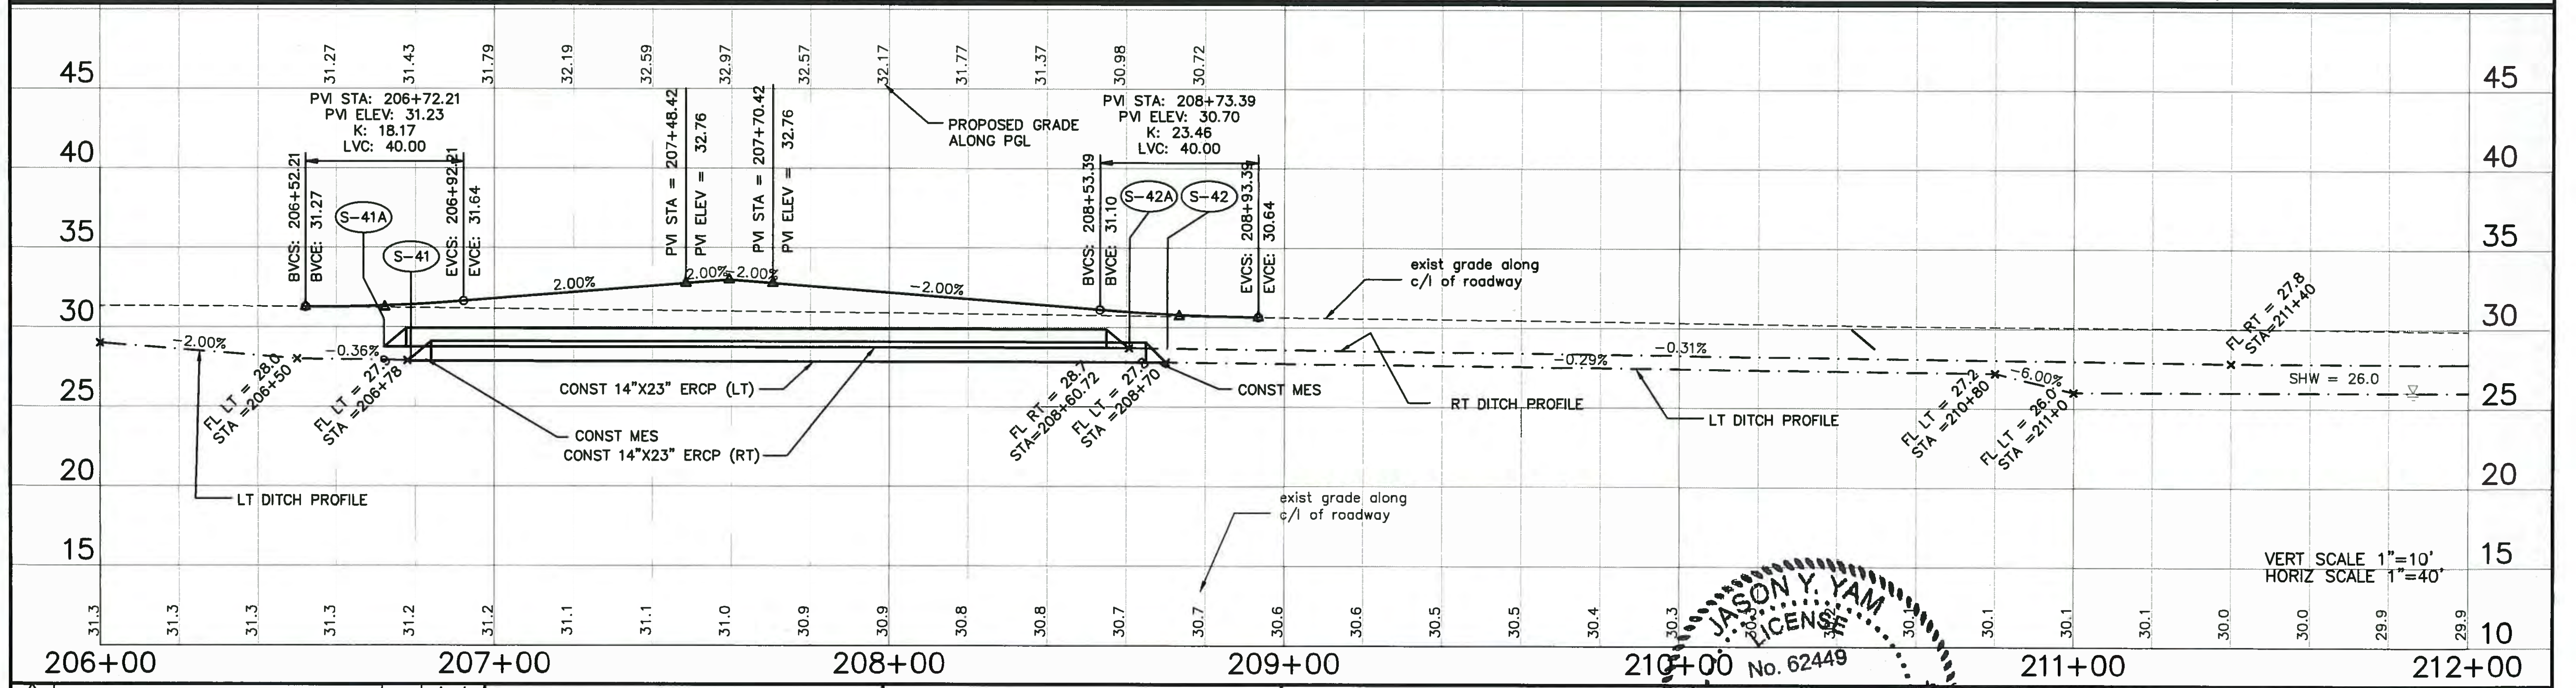 31.27 31.43 31.79 32.19 32.59 32.97 32.57 32.17 31.77 31.37 30.98 30.72
45
45
PVI STA: 206+72.21
PVI ELEV: 31.23
K: 18.17
LVC: 40.00
BVCS: 206+52.21
BVCE: 31.27
EVCS: 206+92.21
EVCE: 31.64
PVI STA = 207+48.42
PVI ELEV = 32.76
PVI STA = 207+70.42
PVI ELEV = 32.76
PROPOSED GRADE
ALONG PGL
PVI STA: 208+73.39
PVI ELEV: 30.70
K: 23.46
LVC: 40.00
BVCS: 208+53.39
BVCE: 31.10
EVCS: 208+93.39
EVCE: 30.64
40
40
S-41A
S-41
S-42A
S-42
35
35
2.00%
2.00%
-2.00%
-2.00%
exist grade along
c/l of roadway
30
30
-2.00%
-0.36%
-0.31%
-0.29%
-6.00%
FL RT = 27.8
STA=211+40
FL LT = 28.0
STA =206+50
FL LT = 27.9
STA =206+78
CONST 14"X23" ERCP (LT)
FL RT = 28.7
STA=208+60.72
FL LT = 27.8
STA =208+70
CONST MES
RT DITCH PROFILE
LT DITCH PROFILE
FL LT = 27.2
STA =210+80
FL LT = 26.0
STA =211+0
SHW = 26.0
25
25
CONST MES
CONST 14"X23" ERCP (RT)
20
20
LT DITCH PROFILE
exist grade along
c/l of roadway
15
15
VERT SCALE 1"=10'
HORIZ SCALE 1"=40'
31.3 31.3 31.3 31.2 31.2 31.2 31.1 31.1 31.0 30.9 30.9 30.8 30.8 30.7 30.7 30.6 30.6 30.5 30.5 30.4 30.3 30.1 30.1 30.1 30.1 30.0 30.0 29.9 29.9
10
JASON Y. YAM
LICENSE
No. 62449
206+00 207+00 208+00 209+00 210+00 211+00 212+00